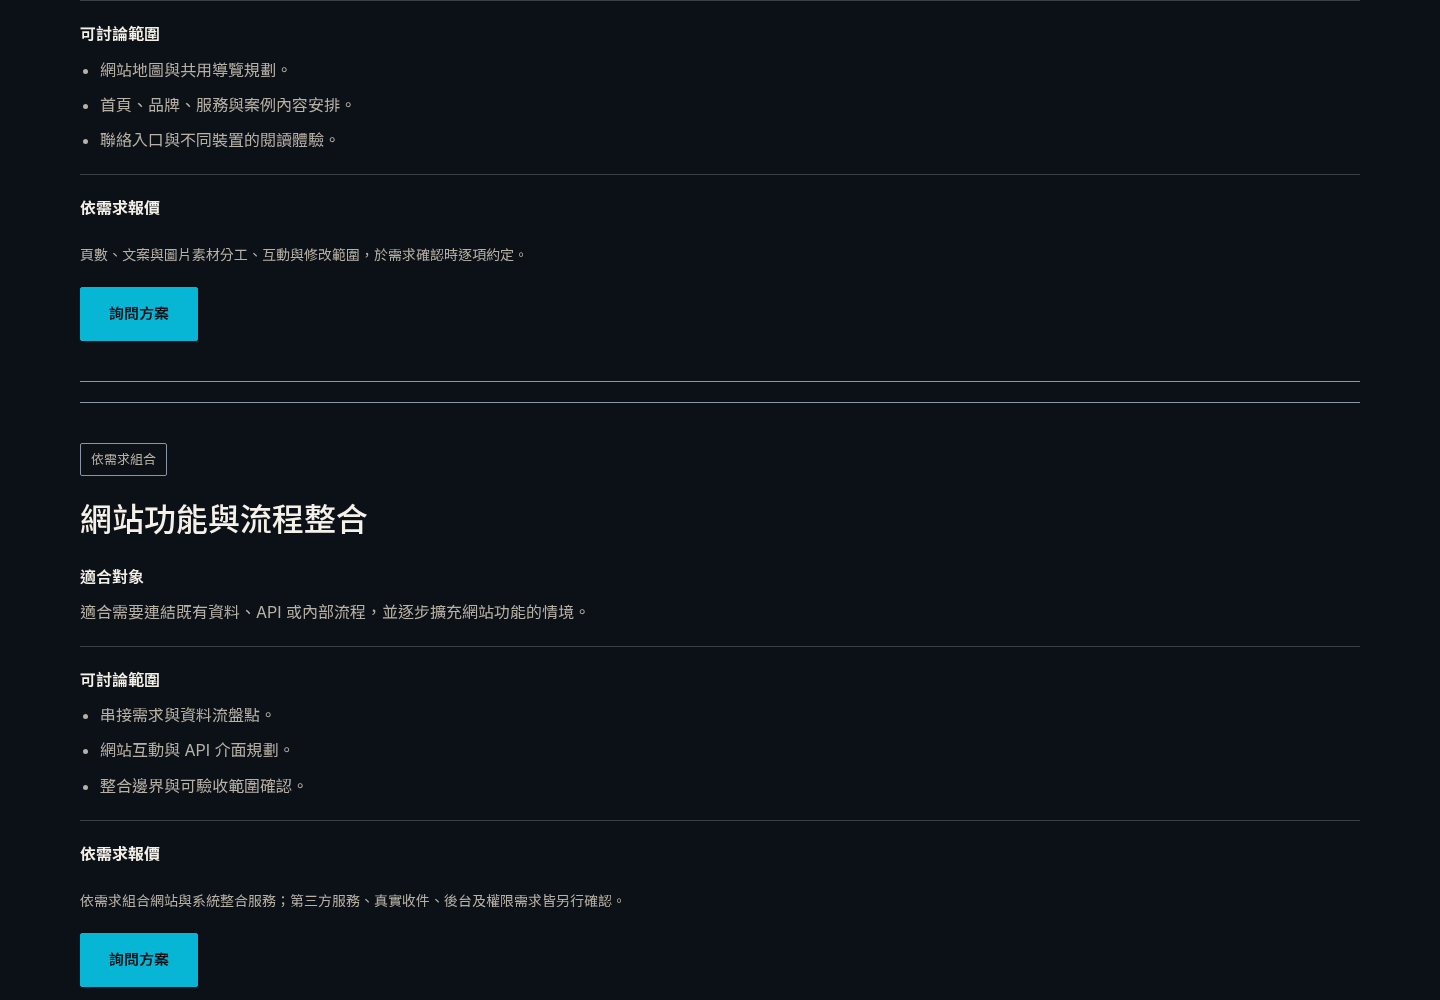 可討論範圍
網站地圖與共用導覽規劃。
首頁、品牌、服務與案例內容安排。
聯絡入口與不同裝置的閱讀體驗。
依需求報價
頁數、文案與圖片素材分工、互動與修改範圍，於需求確認時逐項約定。
詢問方案
依需求組合
網站功能與流程整合
適合對象
適合需要連結既有資料、API 或內部流程，並逐步擴充網站功能的情境。
可討論範圍
串接需求與資料流盤點。
網站互動與 API 介面規劃。
整合邊界與可驗收範圍確認。
依需求報價
依需求組合網站與系統整合服務；第三方服務、真實收件、後台及權限需求皆另行確認。
詢問方案